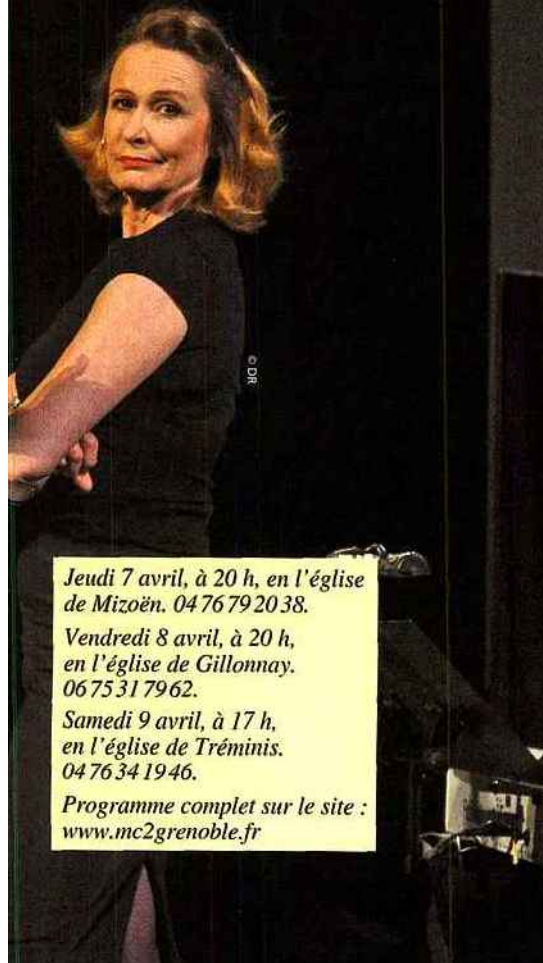 © DR
Jeudi 7 avril, à 20 h, en l'église
de Mizoën. 04 76 79 20 38.
Vendredi 8 avril, à 20 h,
en l'église de Gillonnay.
06 75 31 79 62.
Samedi 9 avril, à 17 h,
en l'église de Tréminis.
04 76 34 19 46.
Programme complet sur le site :
www.mc2grenoble.fr